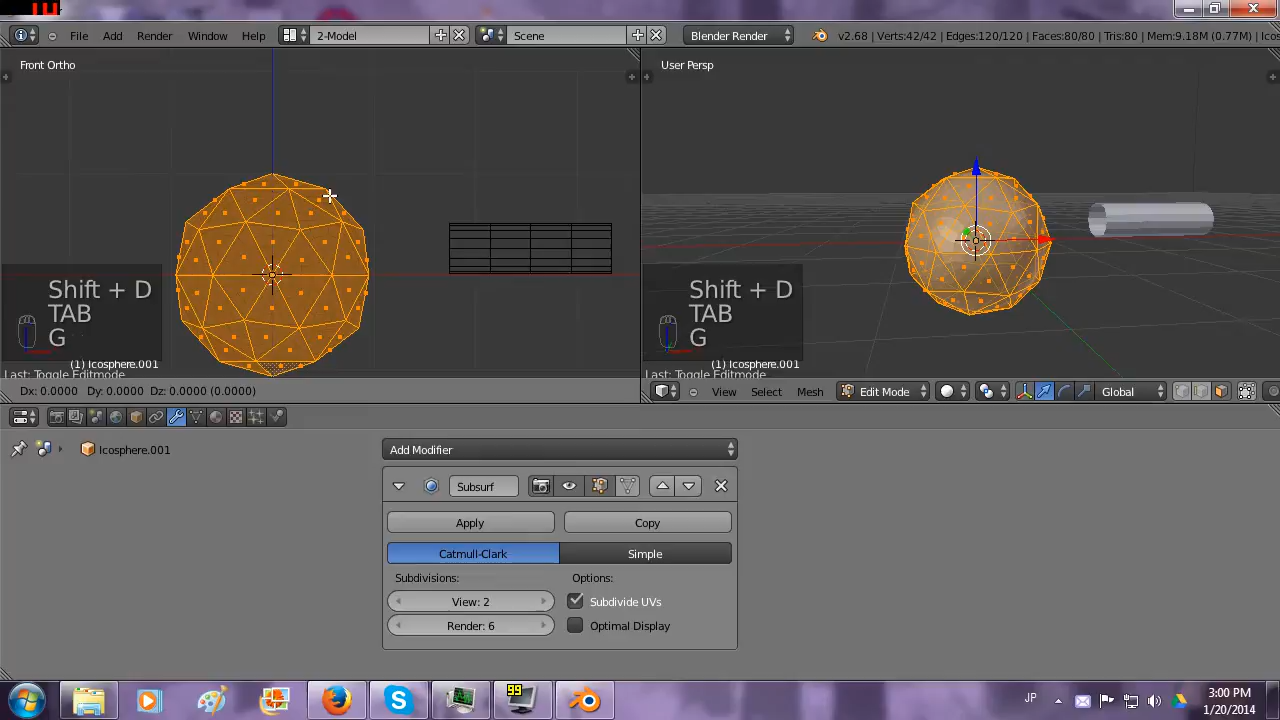 File Add Render Window Help 2-Model Scene Blender Render v2.68 | Verts:42/42 | Edges:120/120 | Faces:80/80 | Tris:80 | Mem:9.18M (0.77M) | Icos
Front Ortho
User Persp
Shift + D
TAB
G
(1) Icosphere.001
Last: Toggle Editmode
Shift + D
TAB
G
(1) Icosphere.001
Last: Toggle Editmode
Dx: 0.0000 Dy: 0.0000 Dz: 0.0000 (0.0000)
View Select Mesh Edit Mode Global
Icosphere.001
Add Modifier
Subsurf
Apply Copy
Catmull-Clark Simple
Subdivisions: Options:
View: 2 Subdivide UVs
Render: 6 Optimal Display
99
JP
3:00 PM
1/20/2014